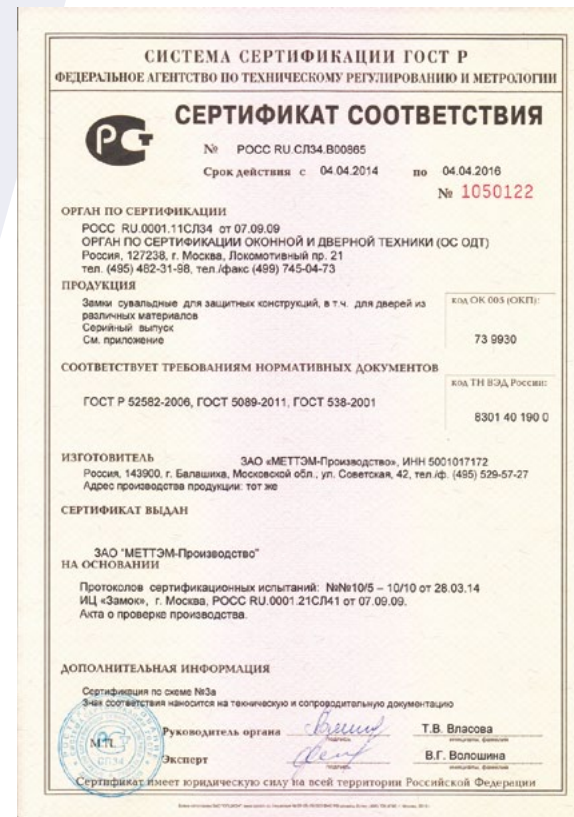 СИСТЕМА СЕРТИФИКАЦИИ ГОСТ Р
ФЕДЕРАЛЬНОЕ АГЕНТСТВО ПО ТЕХНИЧЕСКОМУ РЕГУЛИРОВАНИЮ И МЕТРОЛОГИИ
СЕРТИФИКАТ СООТВЕТСТВИЯ
№ РОСС RU.СЛ34.В00865
Срок действия с 04.04.2014 по 04.04.2016
№ 1050122
ОРГАН ПО СЕРТИФИКАЦИИ
РОСС RU.0001.11СЛ34 от 07.09.09
ОРГАН ПО СЕРТИФИКАЦИИ ОКОННОЙ И ДВЕРНОЙ ТЕХНИКИ (ОС ОДТ)
Россия, 127238, г. Москва, Локомотивный пр. 21
тел. (495) 482-31-98, тел./факс (499) 745-04-73
ПРОДУКЦИЯ
Замки сувальдные для защитных конструкций, в т.ч. для дверей из
различных материалов
Серийный выпуск
См. приложение
код ОК 005 (ОКП):
73 9930
СООТВЕТСТВУЕТ ТРЕБОВАНИЯМ НОРМАТИВНЫХ ДОКУМЕНТОВ
ГОСТ Р 52582-2006, ГОСТ 5089-2011, ГОСТ 538-2001
код ТН ВЭД России:
8301 40 190 0
ИЗГОТОВИТЕЛЬ ЗАО «МЕТТЭМ-Производство», ИНН 5001017172
Россия, 143900, г. Балашиха, Московской обл., ул. Советская, 42, тел./ф. (495) 529-57-27
Адрес производства продукции: тот же
СЕРТИФИКАТ ВЫДАН
ЗАО "МЕТТЭМ-Производство"
НА ОСНОВАНИИ
Протоколов сертификационных испытаний: №№10/5 – 10/10 от 28.03.14
ИЦ «Замок», г. Москва, РОСС RU.0001.21СЛ41 от 07.09.09.
Акта о проверке производства.
ДОПОЛНИТЕЛЬНАЯ ИНФОРМАЦИЯ
Сертификация по схеме №3а
Знак соответствия наносится на техническую и сопроводительную документацию
М.П.
СЛ34
Руководитель органа
подпись
Т.В. Власова
инициалы, фамилия
Эксперт
подпись
В.Г. Волошина
инициалы, фамилия
Сертификат имеет юридическую силу на всей территории Российской Федерации